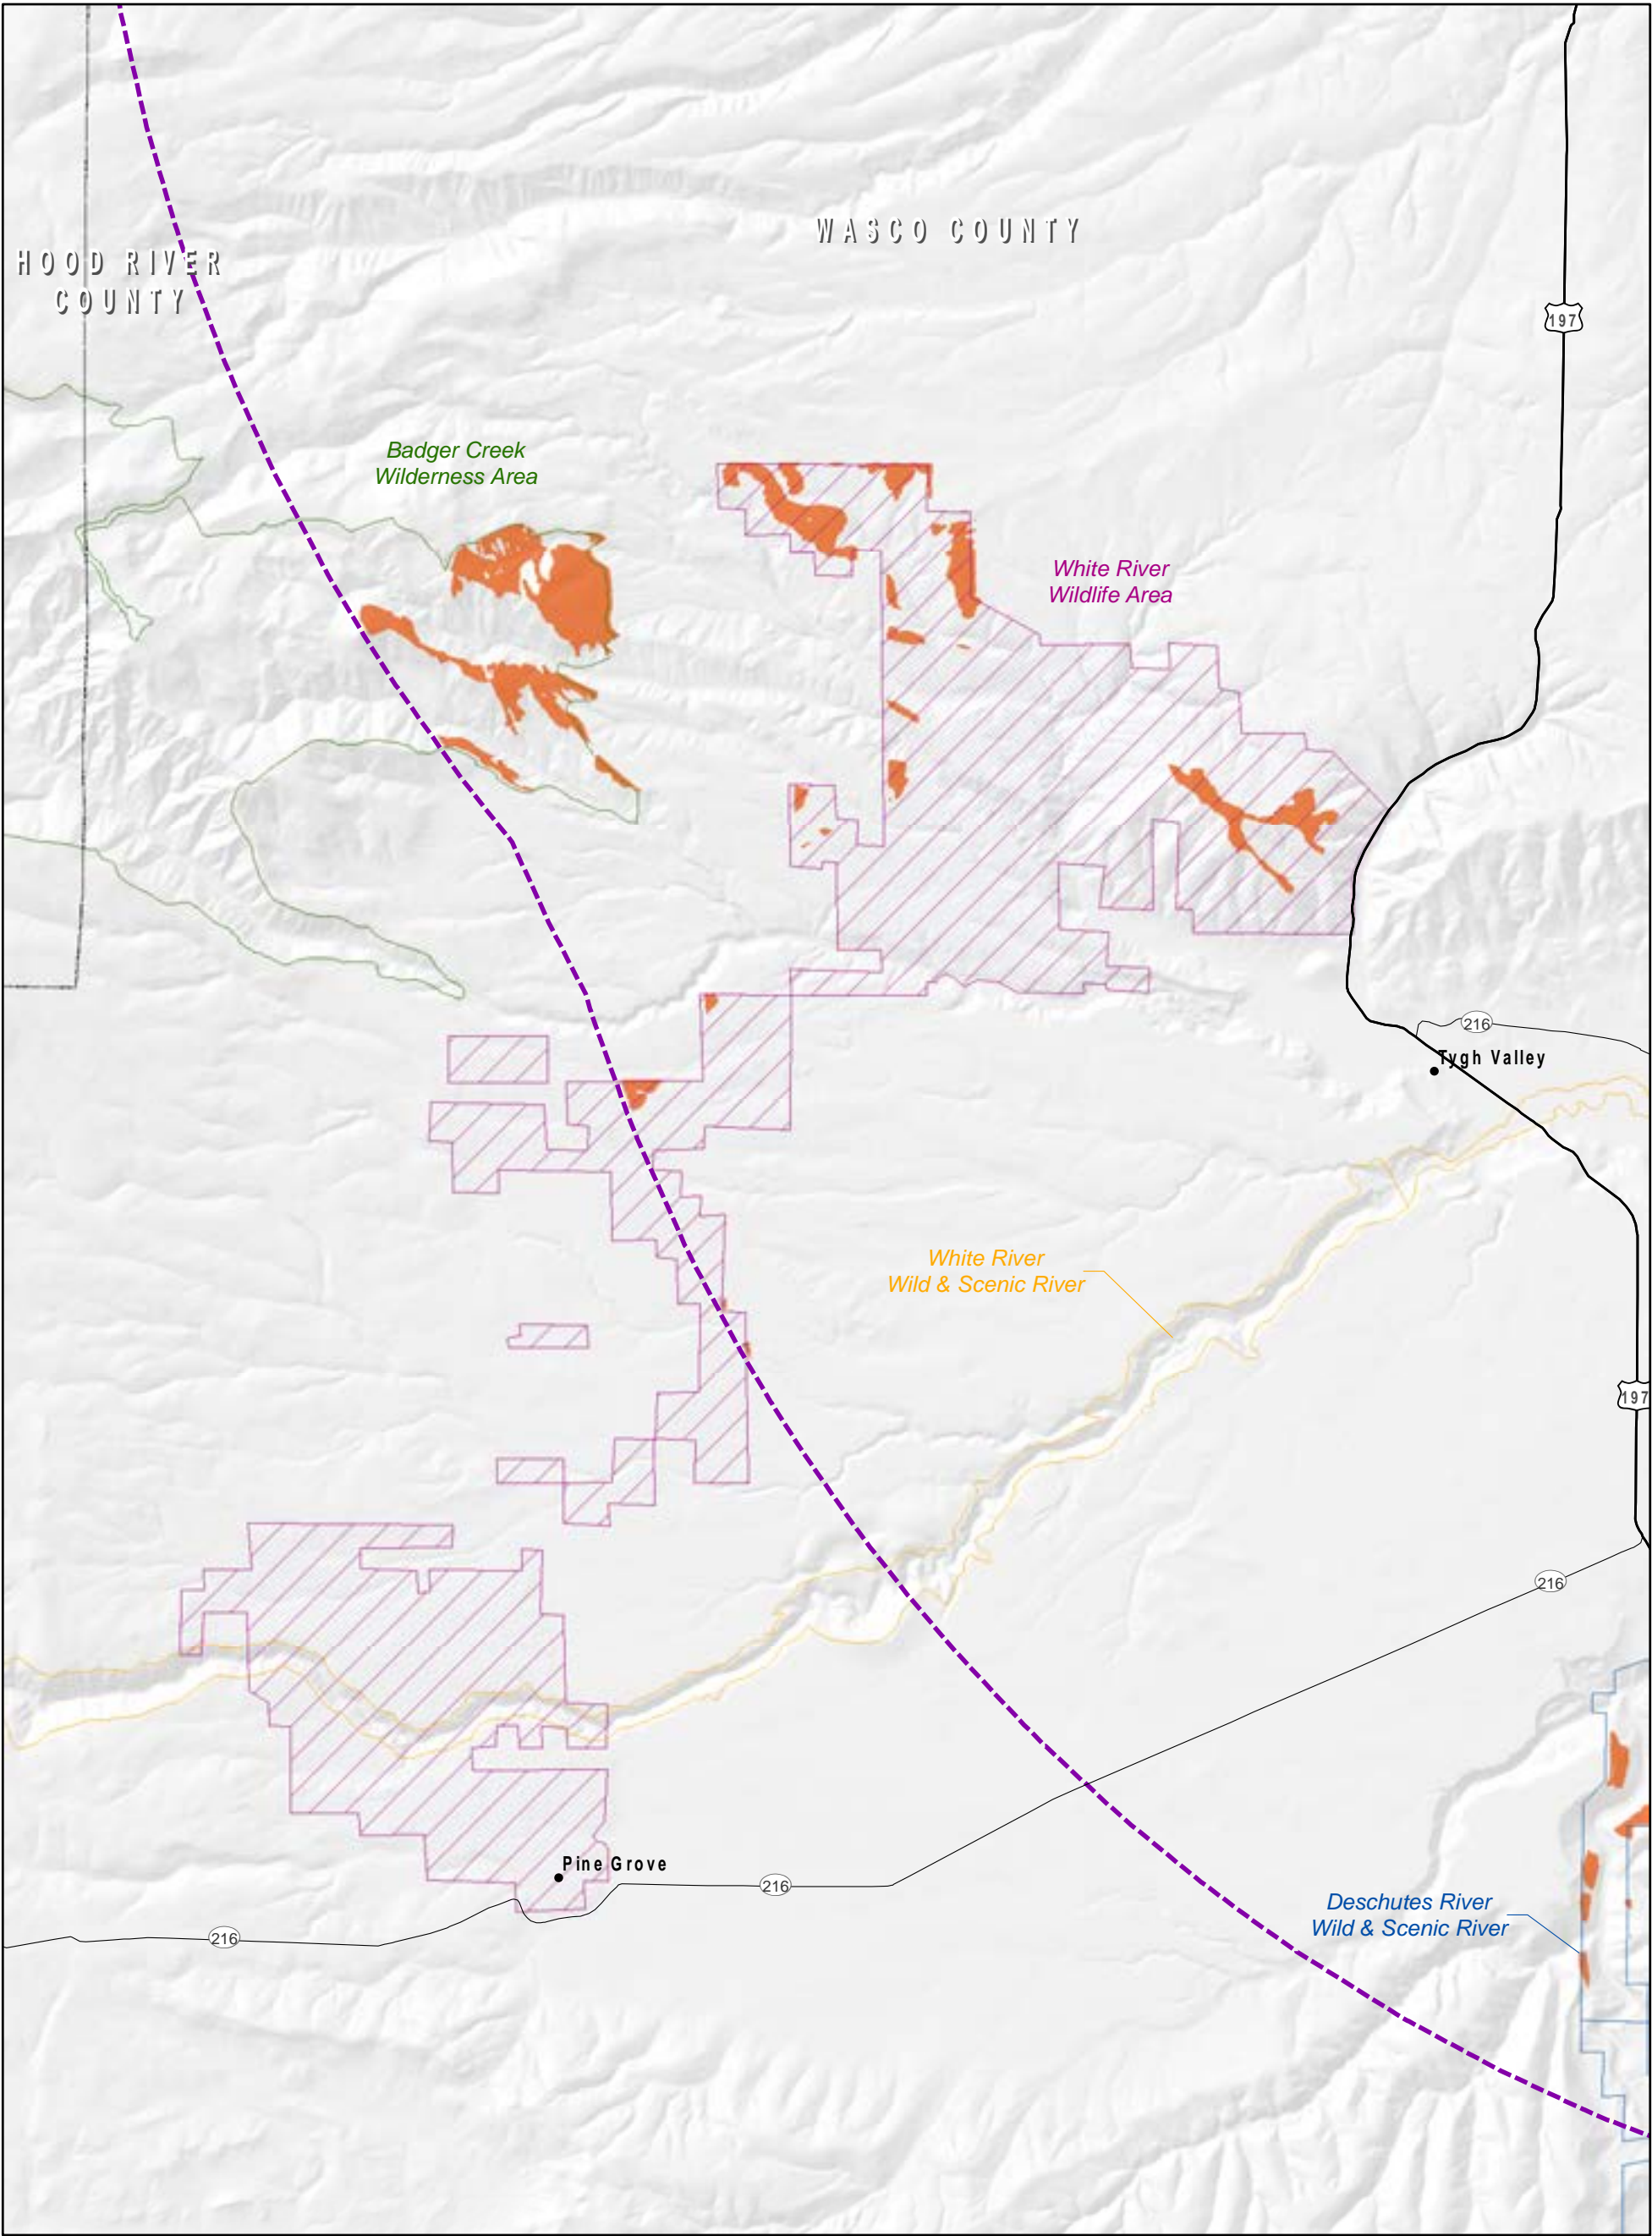 WASCO COUNTY
HOOD RIVER
COUNTY
197
Badger Creek
Wilderness Area
White River
Wildlife Area
216
Tygh Valley
White River
Wild & Scenic River
197
216
Pine Grove
216
Deschutes River
Wild & Scenic River
216